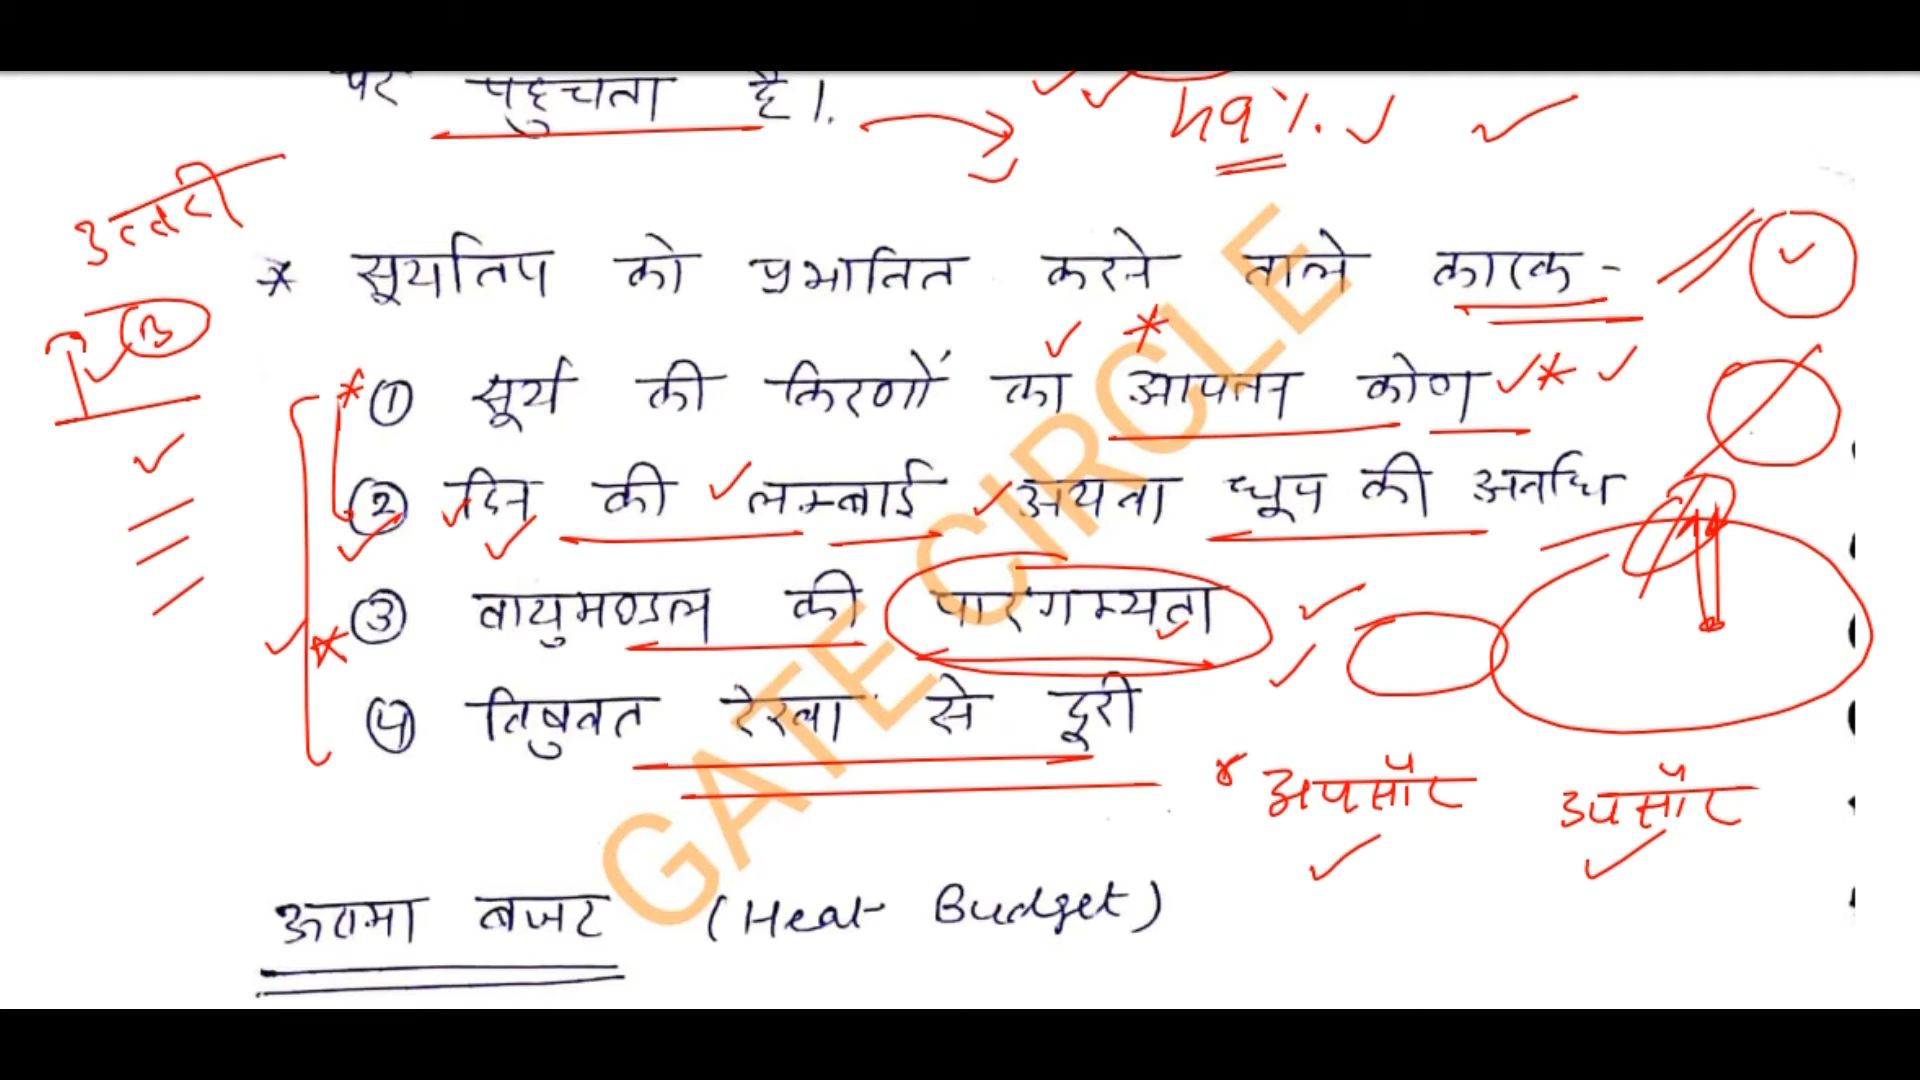 पर पहुंचता है।
49%.
उत्तरी
* सूर्यातप को प्रभावित करने वाले कारक -
① सूर्य की किरणों का आपतन कोण
② दिन की लम्बाई अथवा धूप की अवधि
③ वायुमण्डल की पारगम्यता
④ विषुवत रेखा से दूरी
* अपसौर उपसौर
ऊष्मा बजट (Heat Budget)
GATE CIRCLE